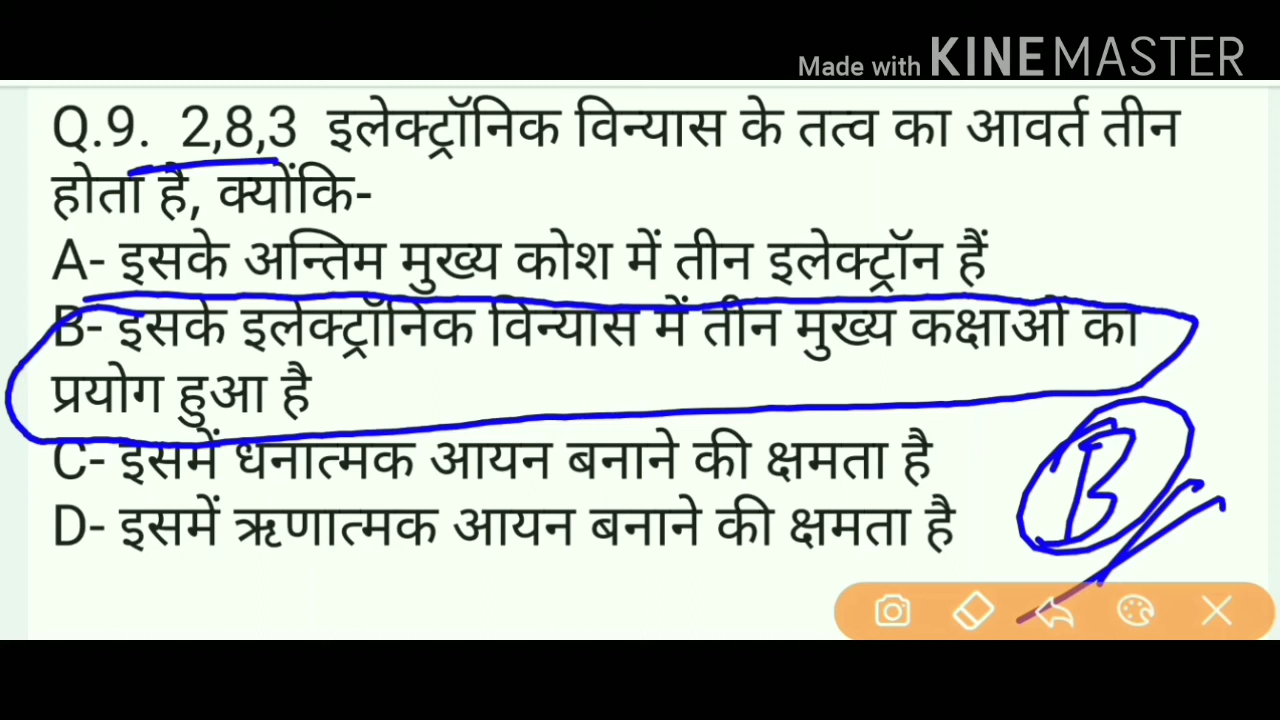 Made with KINEMASTER
Q.9. 2,8,3 इलेक्ट्रॉनिक विन्यास के तत्व का आवर्त तीन
होता है, क्योंकि-
A- इसके अन्तिम मुख्य कोश में तीन इलेक्ट्रॉन हैं
B- इसके इलेक्ट्रॉनिक विन्यास में तीन मुख्य कक्षाओं का
प्रयोग हुआ है
C- इसमें धनात्मक आयन बनाने की क्षमता है
B
D- इसमें ऋणात्मक आयन बनाने की क्षमता है